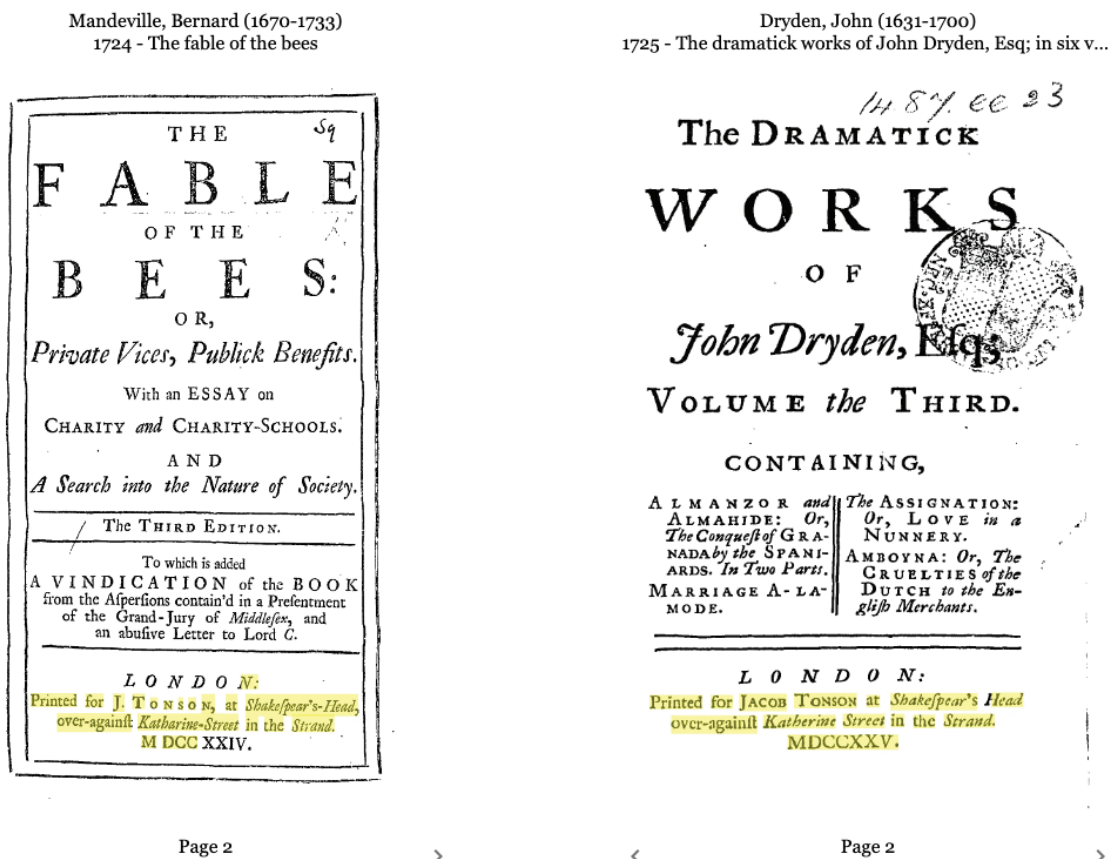 Mandeville, Bernard (1670-1733)
1724 - The fable of the bees
THE
FABLE
OF THE
BEES:
OR,
Private Vices, Publick Benefits.
With an ESSAY on
CHARITY and CHARITY-SCHOOLS.
AND
A Search into the Nature of Society.
The THIRD EDITION.
To which is added
A VINDICATION of the BOOK
from the Aſperſions contain'd in a Preſentment
of the Grand-Jury of Middleſex, and
an abuſive Letter to Lord C.
LONDON:
Printed for J. TONSON, at Shakeſpear's-Head,
over-againſt Katharine-Street in the Strand.
M DCC XXIV.
Page 2
Dryden, John (1631-1700)
1725 - The dramatick works of John Dryden, Esq; in six v...
1487. ee 23
The DRAMATICK
WORKS
OF
John Dryden, Eſq;
VOLUME the THIRD.
CONTAINING,
ALMANZOR and
ALMAHIDE: Or,
The Conqueſt of GRA-
NADA by the SPANI-
ARDS. In Two Parts.
MARRIAGE A-LA-
MODE.
The ASSIGNATION:
Or, LOVE in a
NUNNERY.
AMBOYNA: Or, The
CRUELTIES of the
DUTCH to the En-
gliſh Merchants.
LONDON:
Printed for JACOB TONSON at Shakeſpear's Head
over-againſt Katherine Street in the Strand.
MDCCXXV.
Page 2